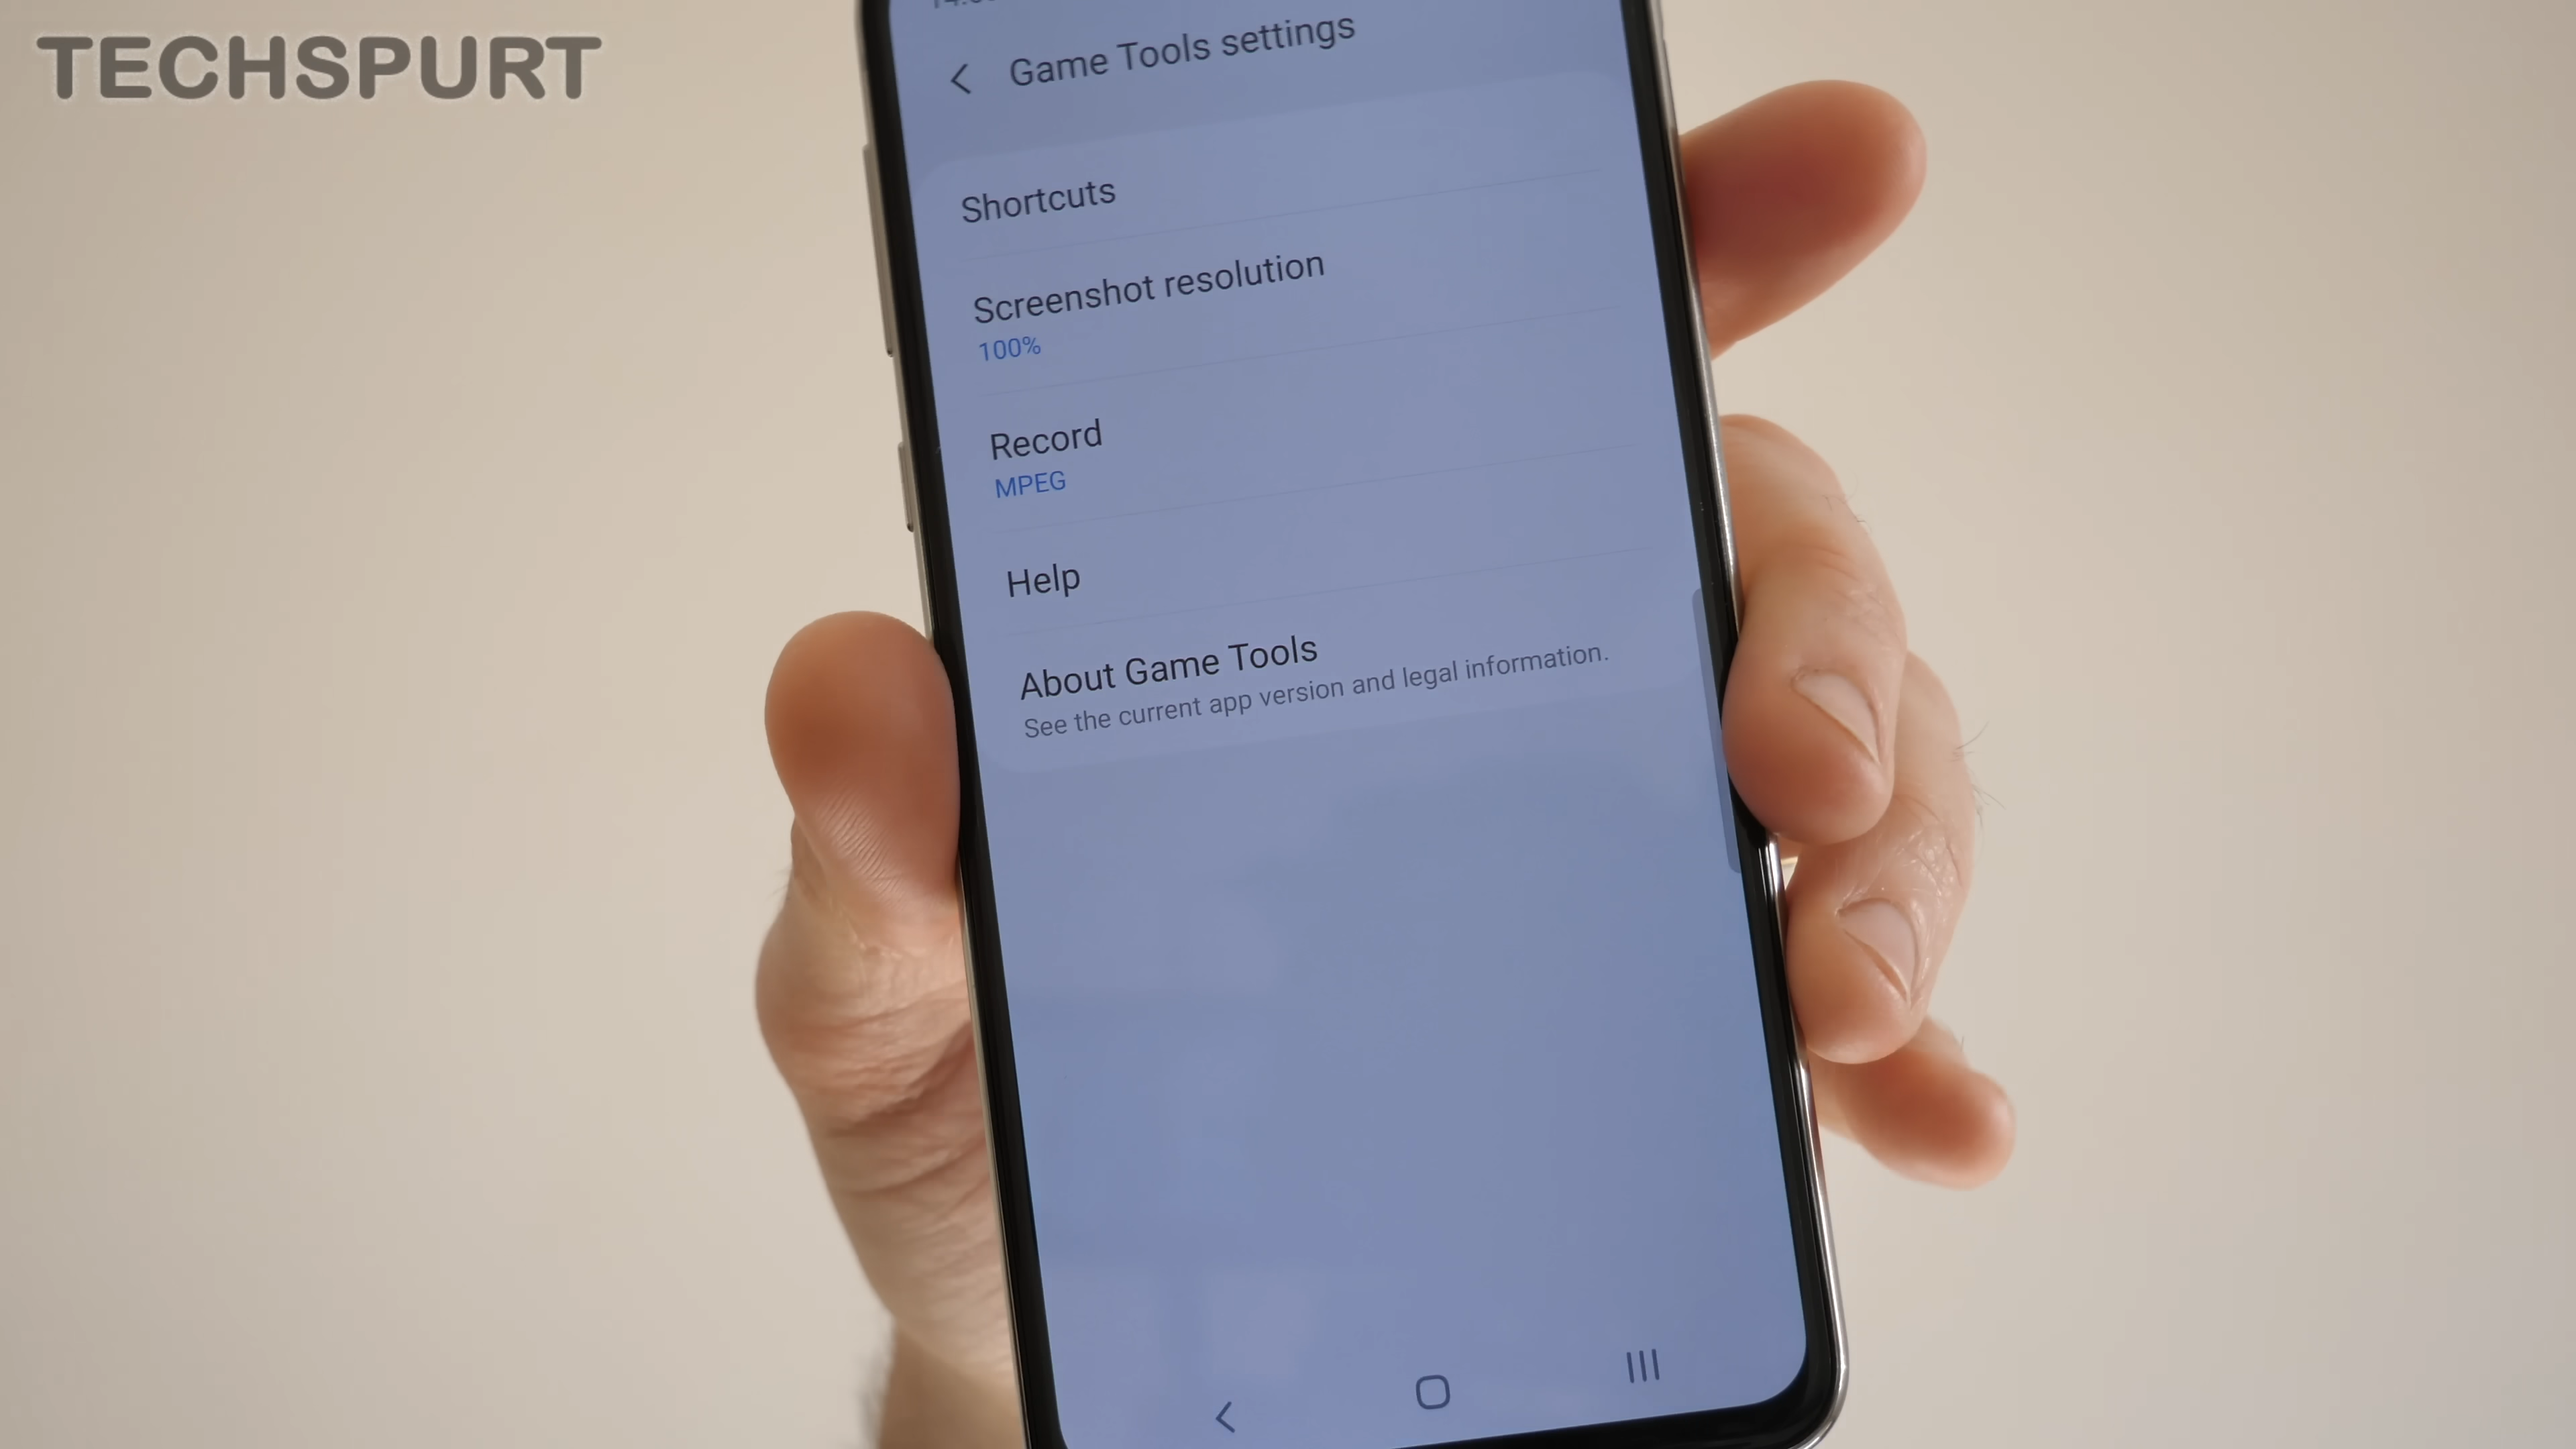 TECHSPURT
Game Tools settings
Shortcuts
Screenshot resolution
100%
Record
MPEG
Help
About Game Tools
See the current app version and legal information.